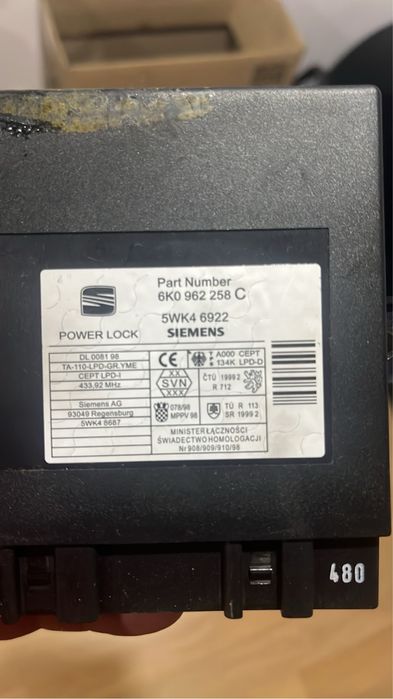 Part Number
6K0 962 258 C
5WK4 6922
POWER LOCK
SIEMENS
DL 0081 98
TA-110-LPD-GR.YME
CEPT LPD-I
433,92 MHz
Siemens AG
93049 Regensburg
5WK4 8687
CE
A000 CEPT
134K LPD-D
XX
SVN
XXX
ČTÚ 1999 2
R 712
078/98
MPPV 98
TÚ R 113
SR 1999 2
MINISTER ŁĄCZNOŚCI
ŚWIADECTWO HOMOLOGACJI
Nr 908/909/910/98
480